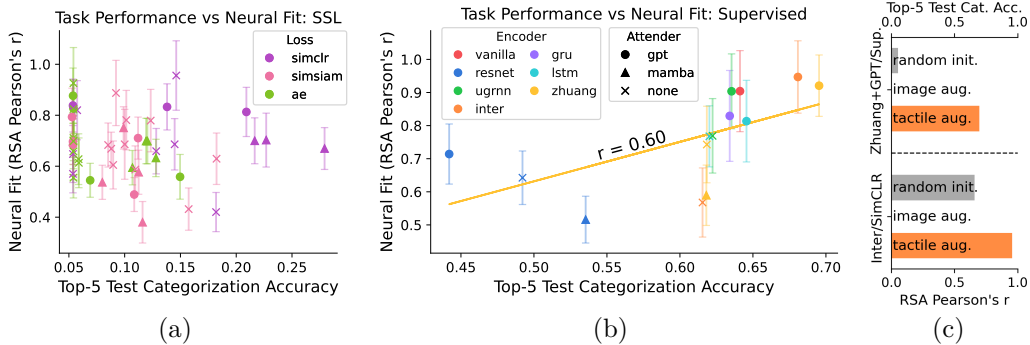 Task Performance vs Neural Fit: SSL
Neural Fit (RSA Pearson's r)
1.0
0.8
0.6
0.4
0.05
0.10
0.15
0.20
0.25
Top-5 Test Categorization Accuracy
Loss
simclr
simsiam
ae
(a)
Task Performance vs Neural Fit: Supervised
Neural Fit (RSA Pearson's r)
1.0
0.9
0.8
0.7
0.6
0.5
0.45
0.50
0.55
0.60
0.65
0.70
Top-5 Test Categorization Accuracy
Encoder
vanilla
resnet
ugrnn
inter
gru
lstm
zhuang
Attender
gpt
mamba
none
r = 0.60
(b)
Top-5 Test Cat. Acc.
0.0
0.5
1.0
Zhuang+GPT/Sup.
random init.
image aug.
tactile aug.
Inter/SimCLR
random init.
image aug.
tactile aug.
0.0
0.5
1.0
RSA Pearson's r
(c)